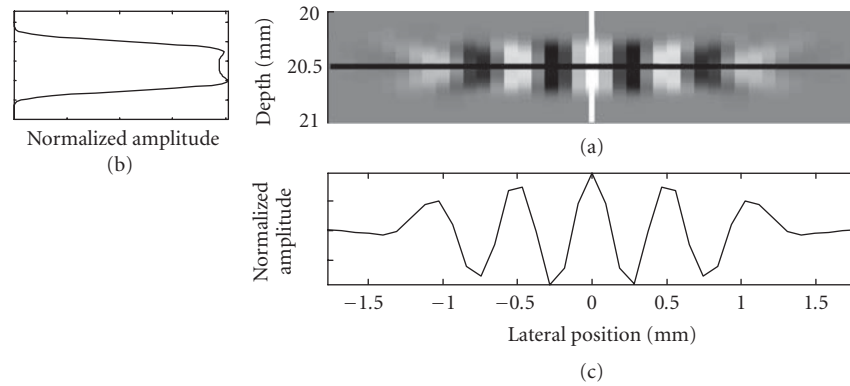 20
20.5
21
Depth (mm)
Normalized amplitude
(b)
(a)
Normalized
amplitude
−1.5
−1
−0.5
0
0.5
1
1.5
Lateral position (mm)
(c)